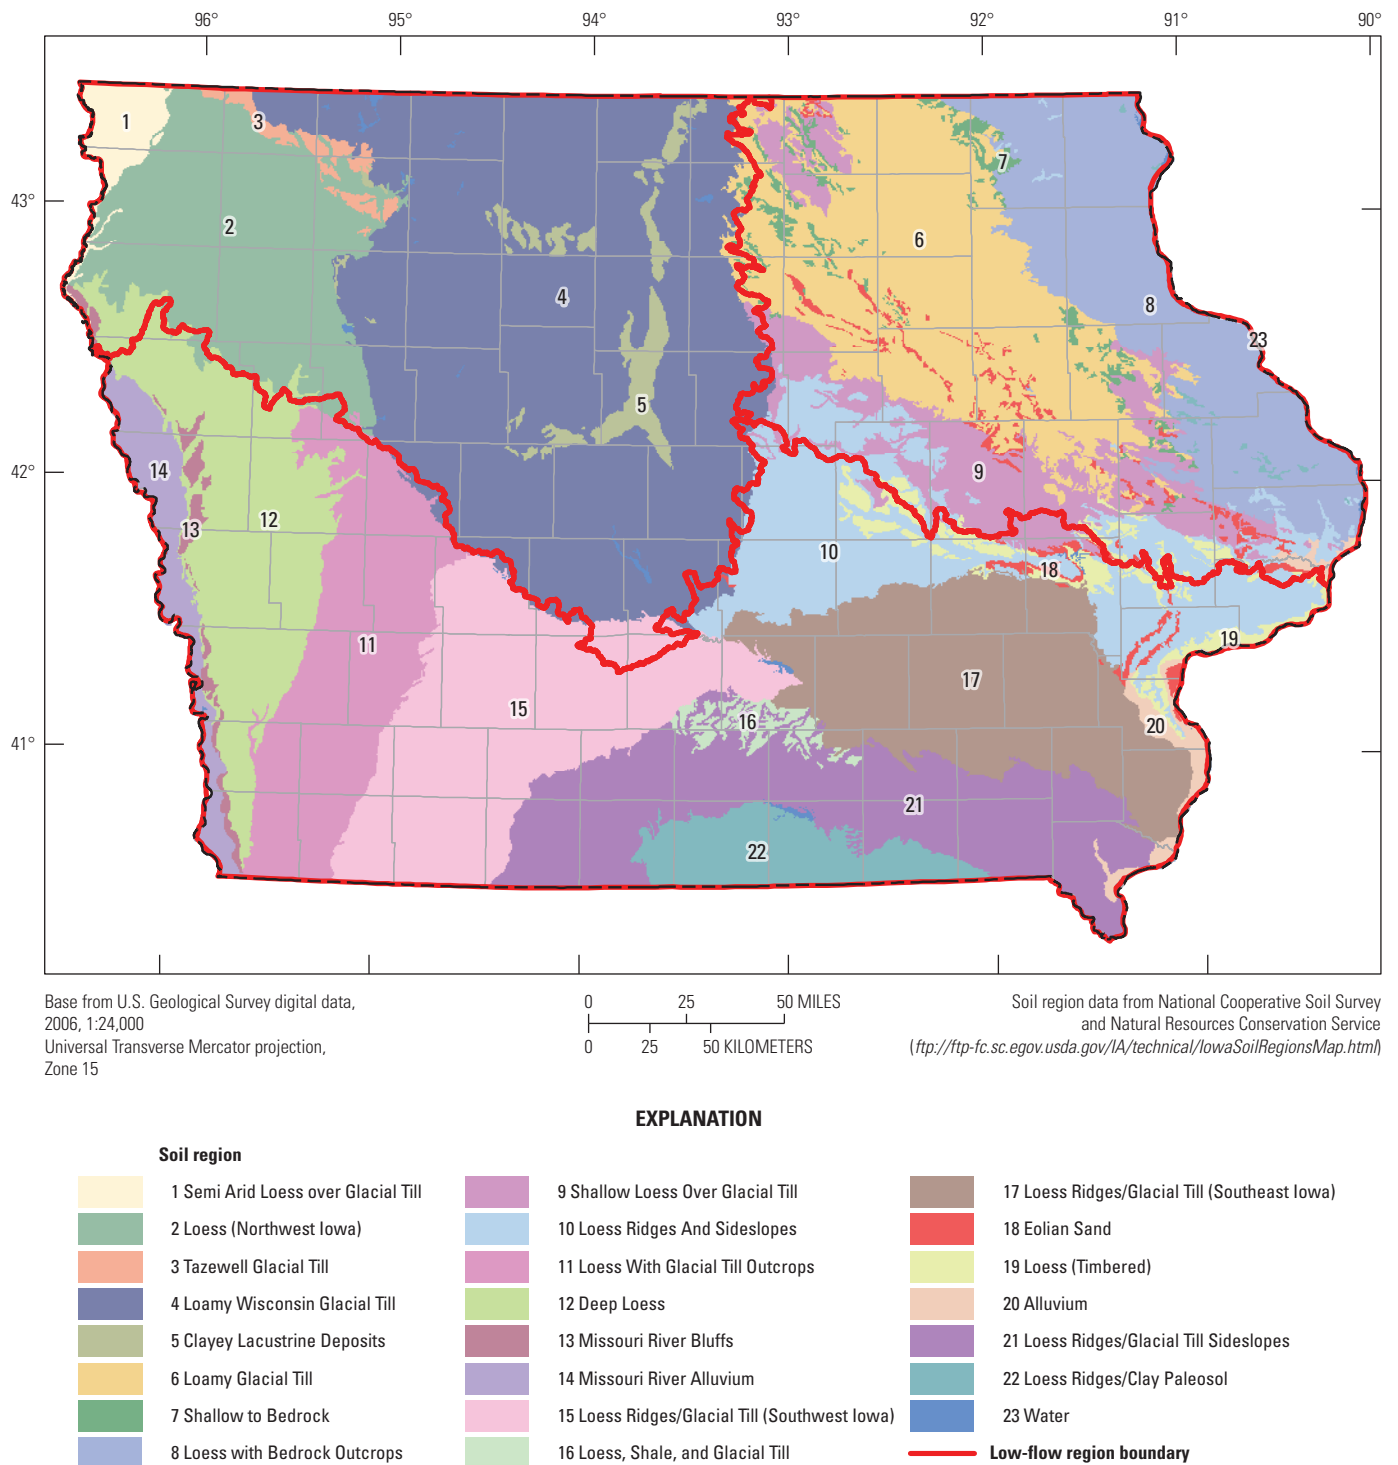 96° 95° 94° 93° 92° 91° 90°
1
3
7
43°
2
6
4
8
23
5
42°
14
9
13
12
10
18
11
19
15
17
16
20
41°
21
22
Base from U.S. Geological Survey digital data,
2006, 1:24,000
Universal Transverse Mercator projection,
Zone 15
0 25 50 MILES
0 25 50 KILOMETERS
Soil region data from National Cooperative Soil Survey
and Natural Resources Conservation Service
(ftp://ftp-fc.sc.egov.usda.gov/IA/technical/IowaSoilRegionsMap.html)
EXPLANATION
Soil region
1 Semi Arid Loess over Glacial Till
2 Loess (Northwest Iowa)
3 Tazewell Glacial Till
4 Loamy Wisconsin Glacial Till
5 Clayey Lacustrine Deposits
6 Loamy Glacial Till
7 Shallow to Bedrock
8 Loess with Bedrock Outcrops
9 Shallow Loess Over Glacial Till
10 Loess Ridges And Sideslopes
11 Loess With Glacial Till Outcrops
12 Deep Loess
13 Missouri River Bluffs
14 Missouri River Alluvium
15 Loess Ridges/Glacial Till (Southwest Iowa)
16 Loess, Shale, and Glacial Till
17 Loess Ridges/Glacial Till (Southeast Iowa)
18 Eolian Sand
19 Loess (Timbered)
20 Alluvium
21 Loess Ridges/Glacial Till Sideslopes
22 Loess Ridges/Clay Paleosol
23 Water
Low-flow region boundary